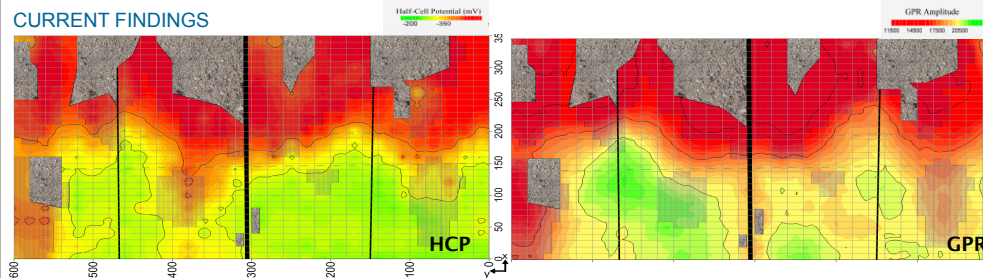 CURRENT FINDINGS
Half-Cell Potential (mV)
-200 -350
GPR Amplitude
11500 14500 17500 20500
35
300
250
200
150
100
50
0
HCP
GPR
600 500 400 300 200 100 0
Y